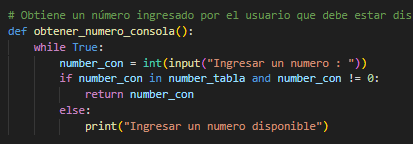 # Obtiene un número ingresado por el usuario que debe estar dis
def obtener_numero_consola():
    while True:
        number_con = int(input("Ingresar un numero : "))
        if number_con in number_tabla and number_con != 0:
            return number_con
        else:
            print("Ingresar un numero disponible")